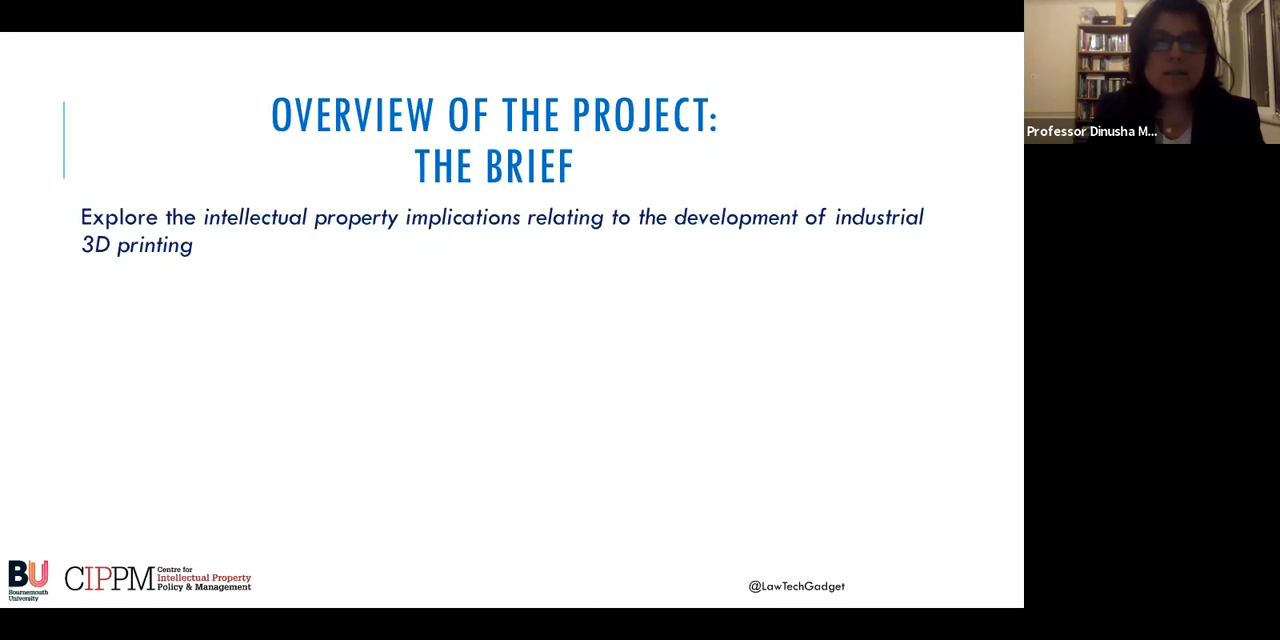 OVERVIEW OF THE PROJECT:
THE BRIEF
Explore the intellectual property implications relating to the development of industrial
3D printing
Professor Dinusha M...
BU
Bournemouth
University
CIPPM
Centre for
Intellectual Property
Policy & Management
@LawTechGadget